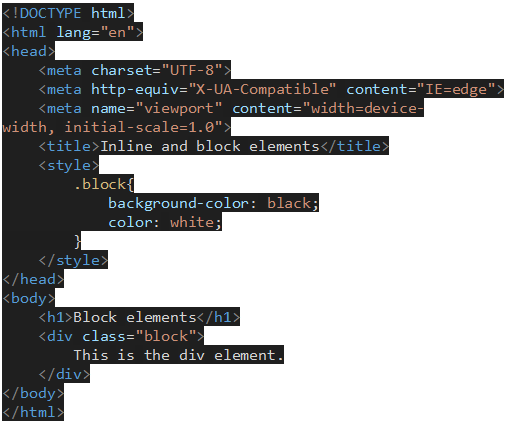 <!DOCTYPE html>
<html lang="en">
<head>
    <meta charset="UTF-8">
    <meta http-equiv="X-UA-Compatible" content="IE=edge">
    <meta name="viewport" content="width=device-
width, initial-scale=1.0">
    <title>Inline and block elements</title>
    <style>
        .block{
            background-color: black;
            color: white;
        }
    </style>
</head>
<body>
    <h1>Block elements</h1>
    <div class="block">
        This is the div element.
    </div>
</body>
</html>